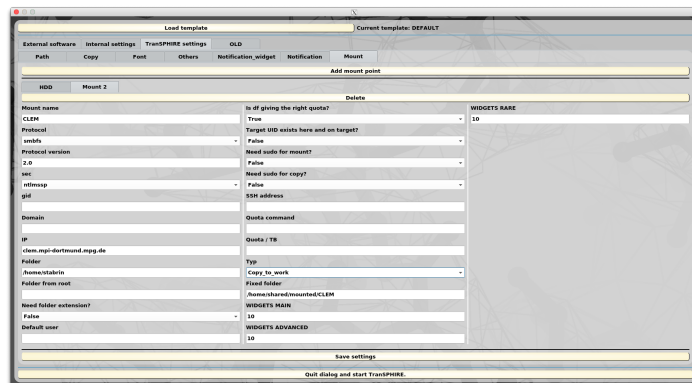 Load template
Current template: DEFAULT
External software
Internal settings
TranSPHIRE settings
OLD
Path
Copy
Font
Others
Notification_widget
Notification
Mount
Add mount point
HDD
Mount 2
Delete
Mount name
CLEM
Protocol
smbfs
Protocol version
2.0
sec
ntlmssp
gid
Domain
IP
clem.mpi-dortmund.mpg.de
Folder
/home/stabrin
Folder from root
Need folder extension?
False
Default user
Is df giving the right quota?
True
Target UID exists here and on target?
False
Need sudo for mount?
False
Need sudo for copy?
False
SSH address
Quota command
Quota / TB
Typ
Copy_to_work
Fixed folder
/home/shared/mounted/CLEM
WIDGETS MAIN
10
WIDGETS ADVANCED
10
WIDGETS RARE
10
Save settings
Quit dialog and start TranSPHIRE.